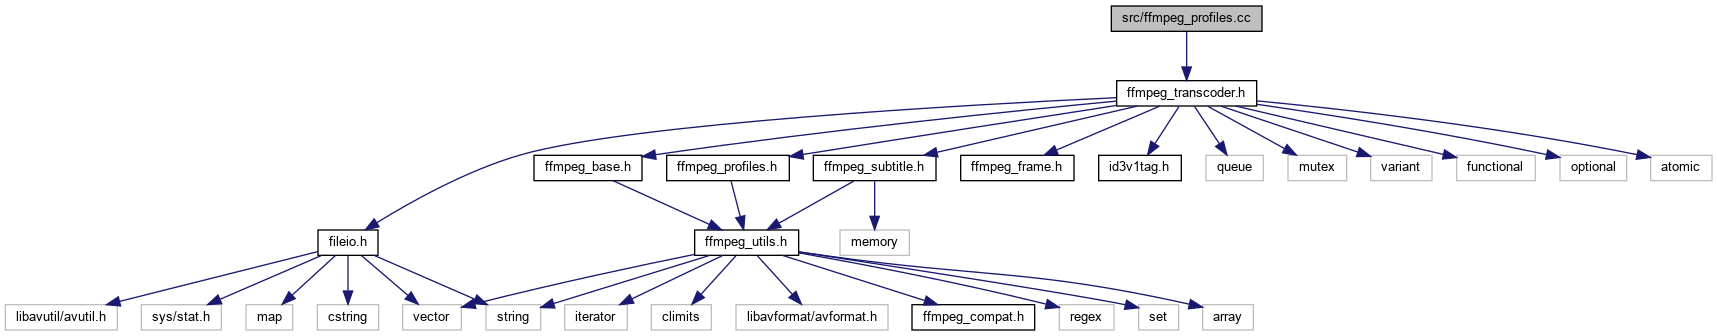 src/ffmpeg_profiles.cc
ffmpeg_transcoder.h
ffmpeg_base.h
ffmpeg_profiles.h
ffmpeg_subtitle.h
ffmpeg_frame.h
id3v1tag.h
queue
mutex
variant
functional
optional
atomic
fileio.h
ffmpeg_utils.h
memory
libavutil/avutil.h
sys/stat.h
map
cstring
vector
string
iterator
climits
libavformat/avformat.h
ffmpeg_compat.h
regex
set
array